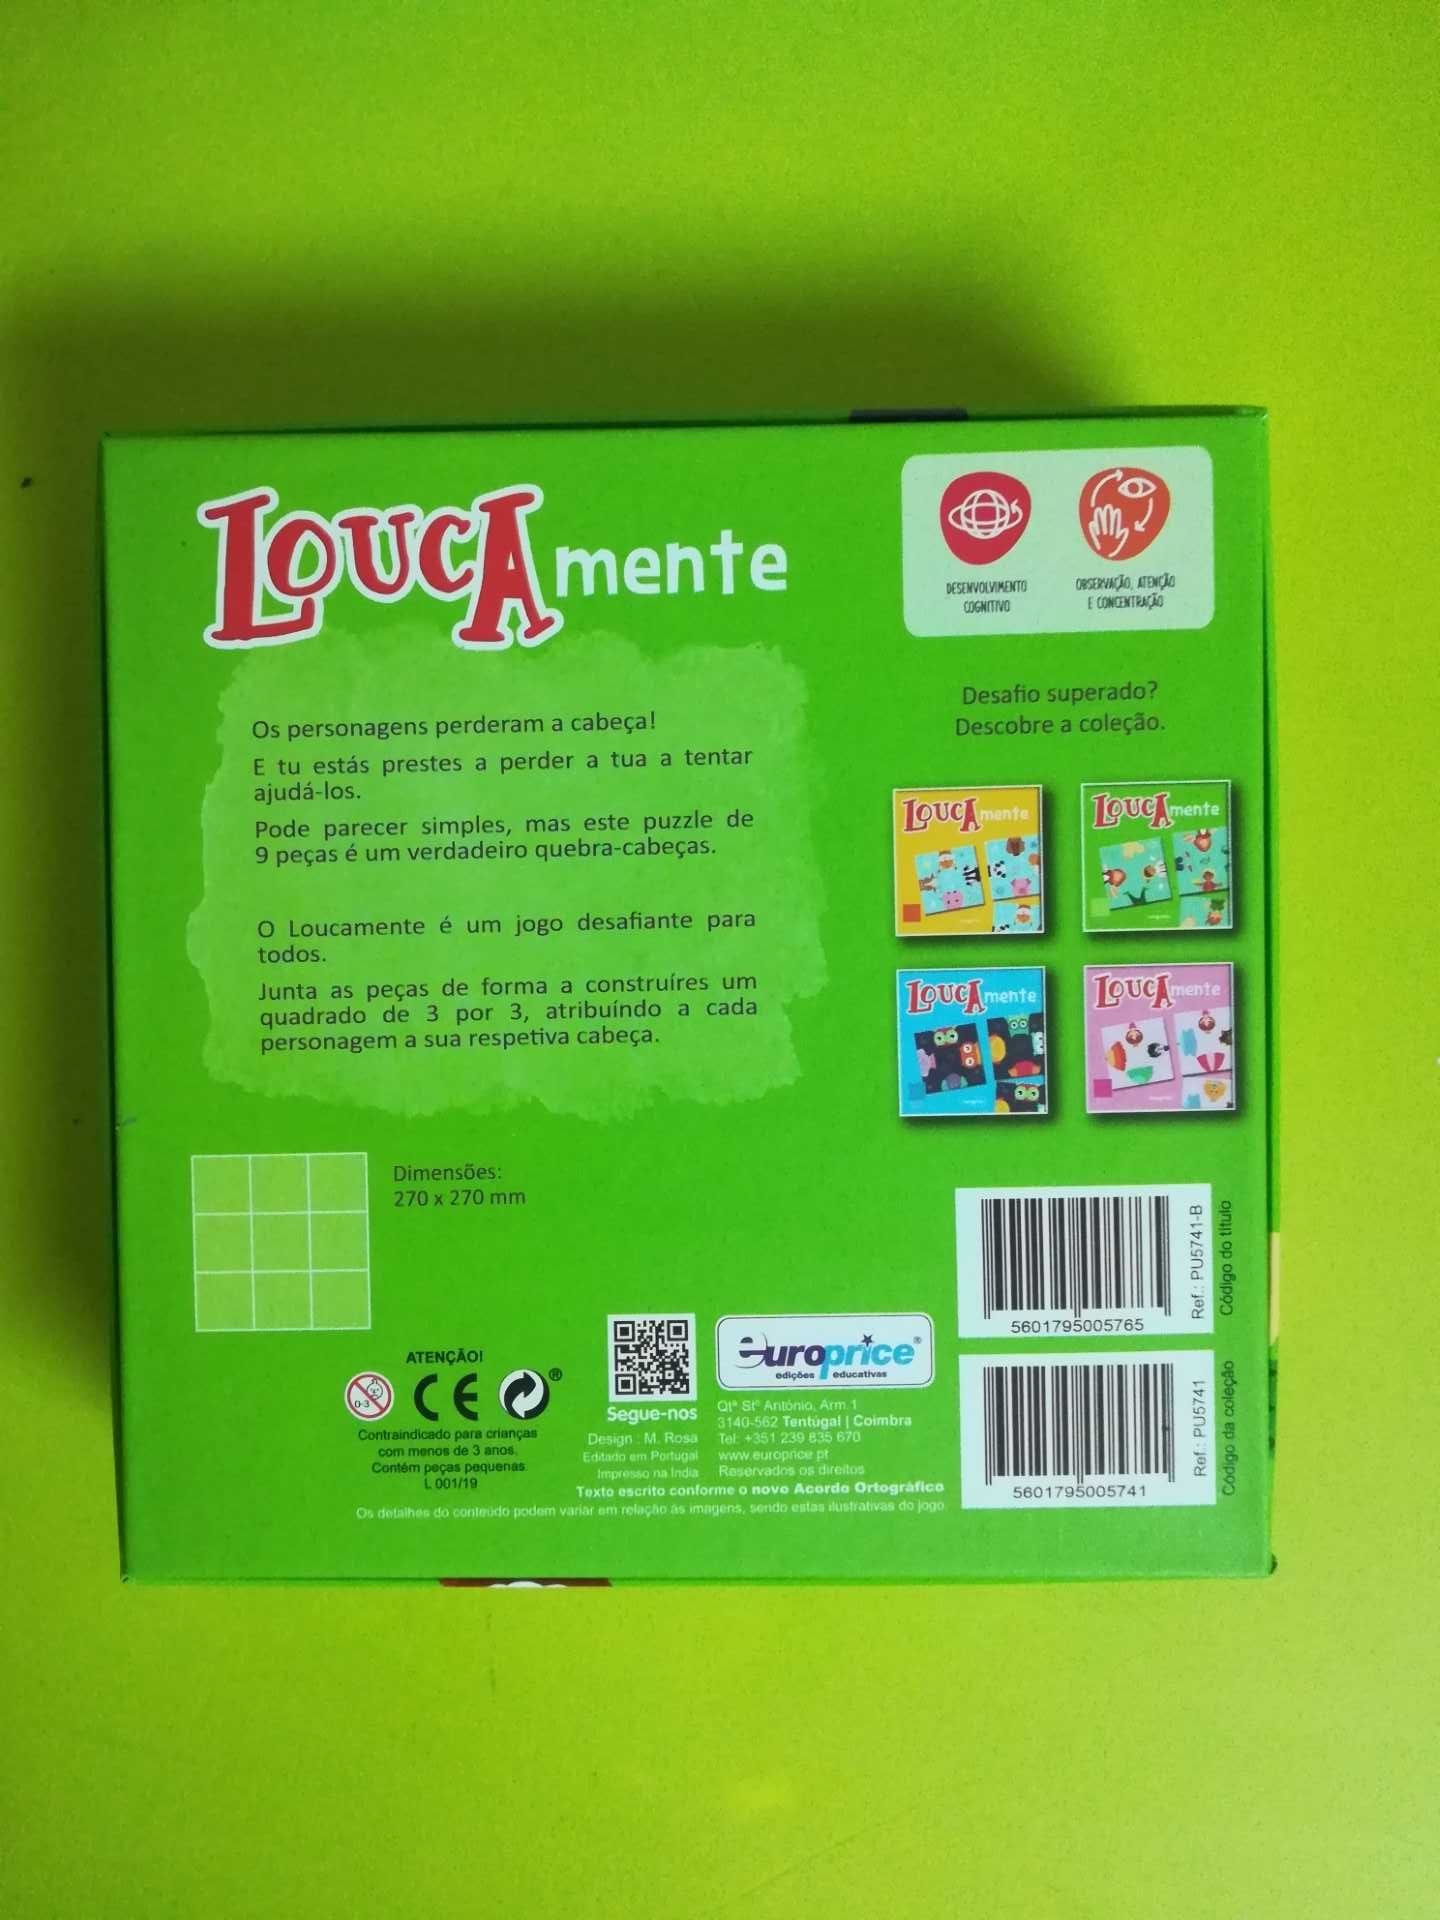 LOUCAmente
DESENVOLVIMENTO
COGNITIVO
OBSERVAÇÃO, ATENÇÃO
E CONCENTRAÇÃO
Os personagens perderam a cabeça!
E tu estás prestes a perder a tua a tentar
ajudá-los.
Pode parecer simples, mas este puzzle de
9 peças é um verdadeiro quebra-cabeças.
O Loucamente é um jogo desafiante para
todos.
Junta as peças de forma a construíres um
quadrado de 3 por 3, atribuíndo a cada
personagem a sua respetiva cabeça.
Desafio superado?
Descobre a coleção.
LOUCAmente
LOUCAmente
LOUCAmente
LOUCAmente
Dimensões:
270 x 270 mm
ATENÇÃO!
0-3
CE
®
Contraindicado para crianças
com menos de 3 anos.
Contém peças pequenas.
L 001/19
Segue-nos
Design : M. Rosa
Editado em Portugal
Impresso na Índia
europrice®
edições educativas
Qtª Stº António, Arm.1
3140-562 Tentúgal | Coimbra
Tel: +351 239 835 670
www.europrice.pt
Reservados os direitos
Texto escrito conforme o novo Acordo Ortográfico
Os detalhes do conteúdo podem variar em relação às imagens, sendo estas ilustrativas do jogo.
5601795005765
Ref.: PU5741-B
Código do título
5601795005741
Ref.: PU5741
Código da coleção